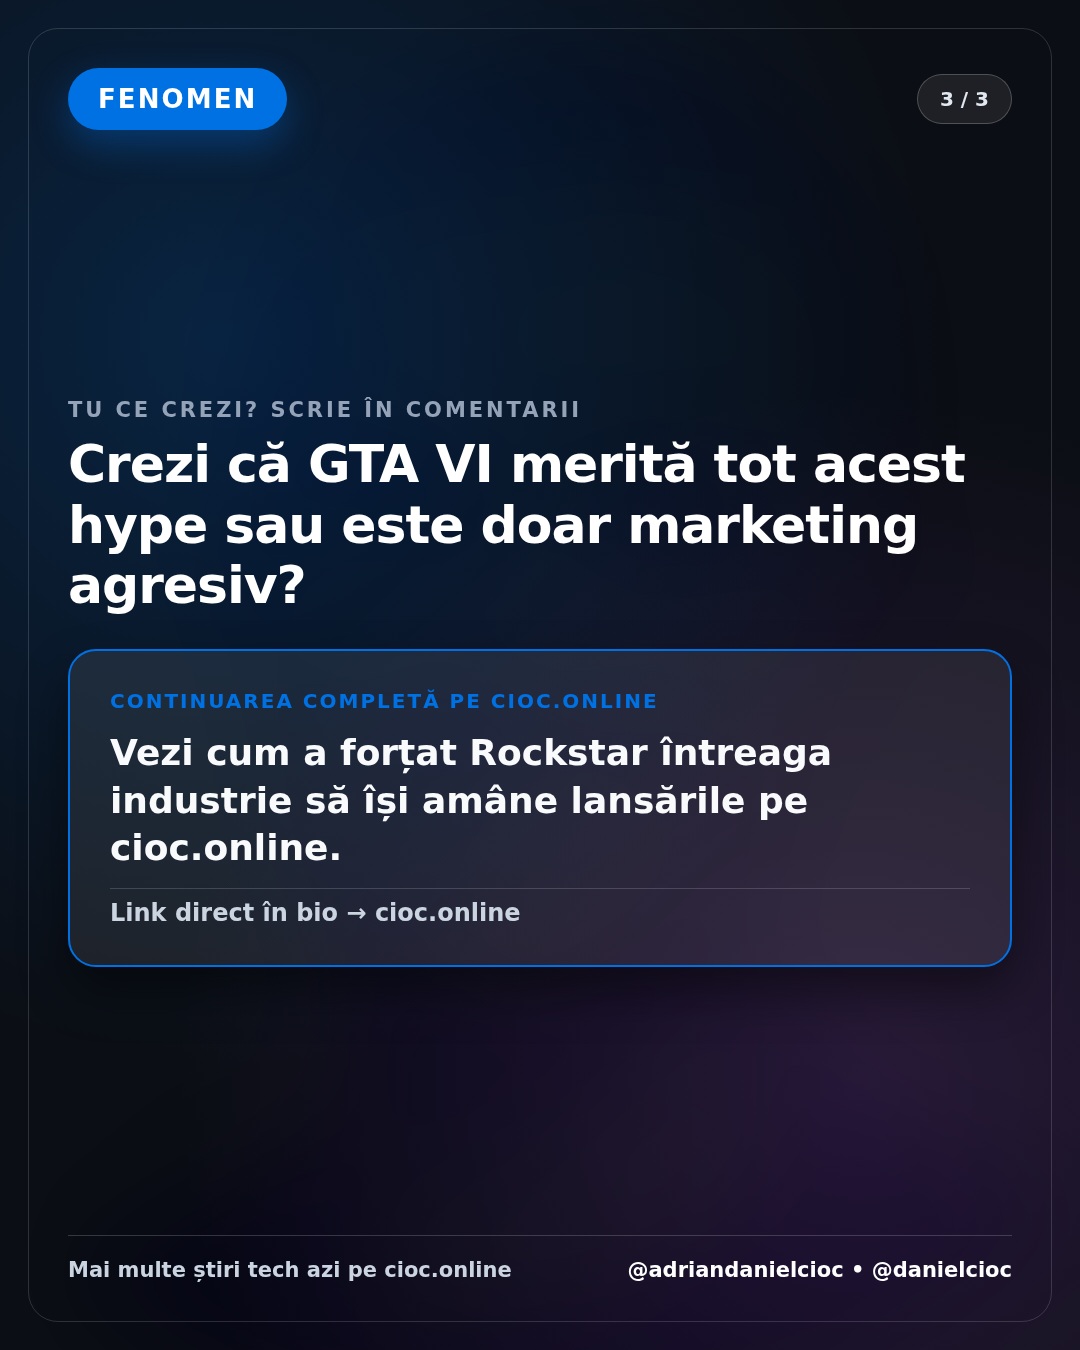 FENOMEN
3 / 3
TU CE CREZI? SCRIE ÎN COMENTARII
Crezi că GTA VI merită tot acest
hype sau este doar marketing
agresiv?
CONTINUAREA COMPLETĂ PE CIOC.ONLINE
Vezi cum a forțat Rockstar întreaga
industrie să își amâne lansările pe
cioc.online.
Link direct în bio → cioc.online
Mai multe știri tech azi pe cioc.online
@adriandanielcioc • @danielcioc